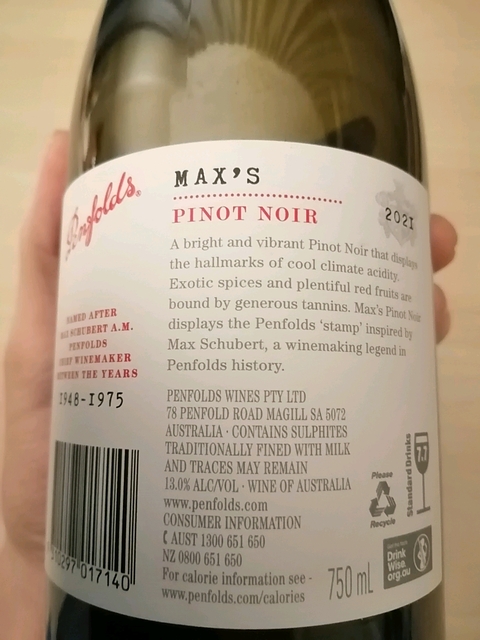 Penfolds®
MAX'S
PINOT NOIR
2021
A bright and vibrant Pinot Noir that displays
the hallmarks of cool climate acidity.
Exotic spices and plentiful red fruits are
bound by generous tannins. Max's Pinot Noir
displays the Penfolds 'stamp' inspired by
Max Schubert, a winemaking legend in
Penfolds history.
NAMED AFTER
MAX SCHUBERT A.M.
PENFOLDS
CHIEF WINEMAKER
BETWEEN THE YEARS
1948-1975
PENFOLDS WINES PTY LTD
78 PENFOLD ROAD MAGILL SA 5072
AUSTRALIA · CONTAINS SULPHITES
TRADITIONALLY FINED WITH MILK
AND TRACES MAY REMAIN
13.0% ALC/VOL · WINE OF AUSTRALIA
www.penfolds.com
CONSUMER INFORMATION
AUST 1300 651 650
NZ 0800 651 650
For calorie information see -
www.penfolds.com/calories
750 mL
Please
Recycle
Standard Drinks
7.7
Drink
Wise.
org.au
310297 017140